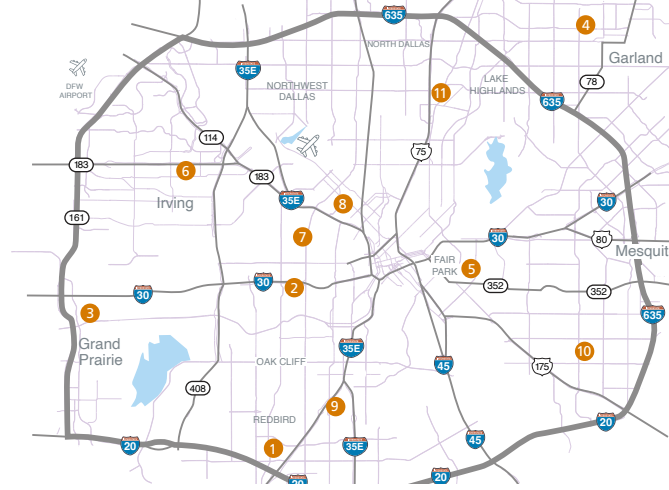 635
NORTH DALLAS
4
Garland
35E
DFW
AIRPORT
NORTHWEST
DALLAS
LAKE
HIGHLANDS
78
11
635
114
75
183
6
183
35E
8
Irving
30
161
7
30
80
Mesquit
FAIR
PARK
5
30
30
2
352
352
3
635
Grand
Prairie
35E
OAK CLIFF
45
175
10
408
9
REDBIRD
20
1
35E
45
20
20
20